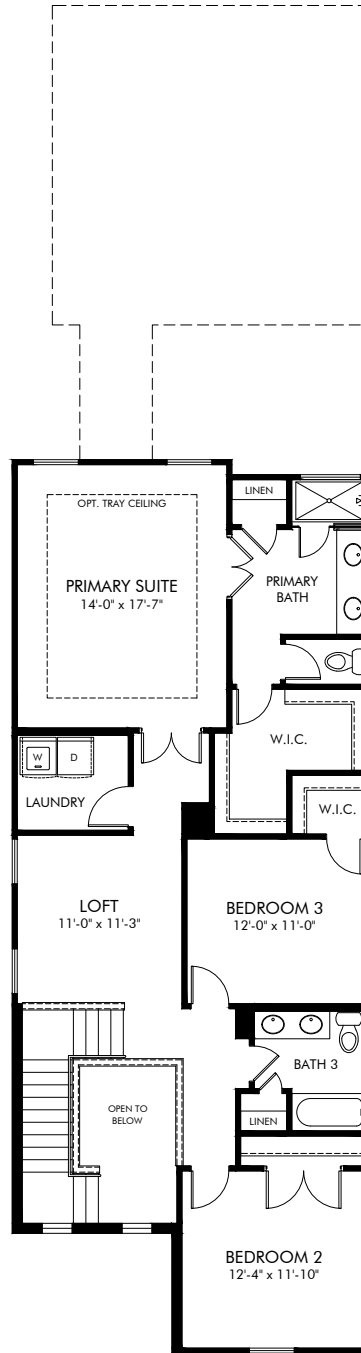 LINEN
OPT. TRAY CEILING
PRIMARY SUITE
14'-0" x 17'-7"
PRIMARY
BATH
W.I.C.
W
D
LAUNDRY
W.I.C.
LOFT
11'-0" x 11'-3"
BEDROOM 3
12'-0" x 11'-0"
BATH 3
OPEN TO
BELOW
LINEN
BEDROOM 2
12'-4" x 11'-10"